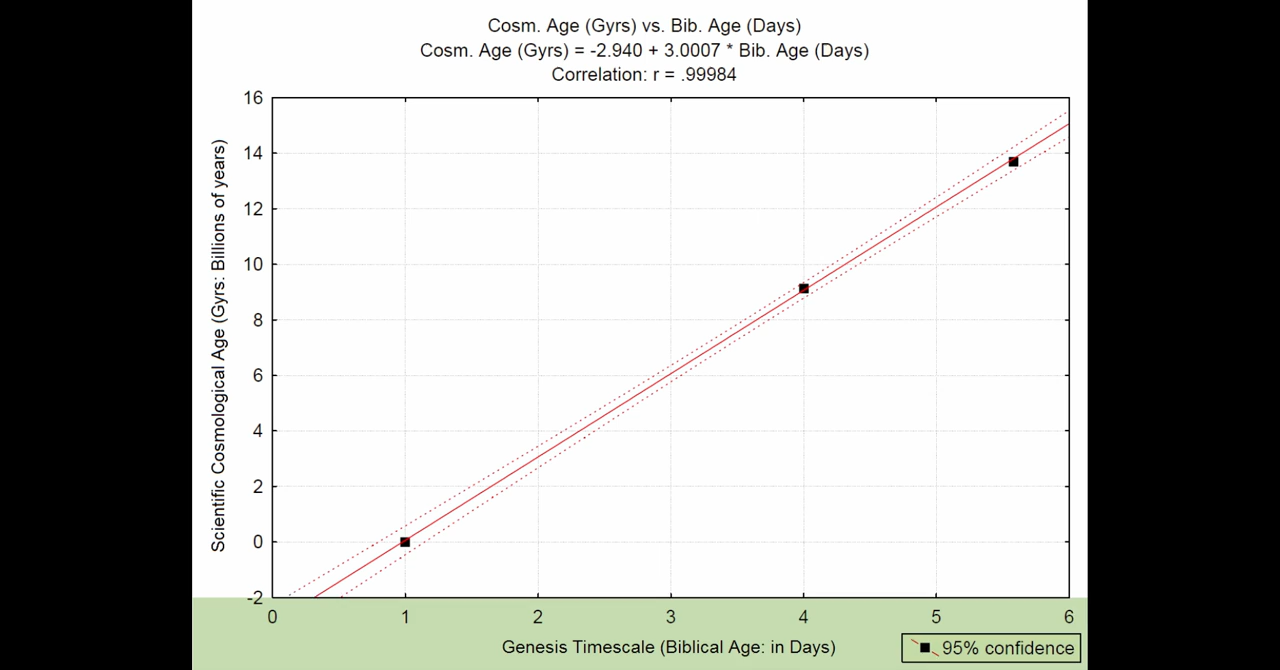 Cosm. Age (Gyrs) vs. Bib. Age (Days)
Cosm. Age (Gyrs) = -2.940 + 3.0007 * Bib. Age (Days)
Correlation: r = .99984
Scientific Cosmological Age (Gyrs: Billions of years)
16
14
12
10
8
6
4
2
0
-2
0 1 2 3 4 5 6
Genesis Timescale (Biblical Age: in Days)
95% confidence